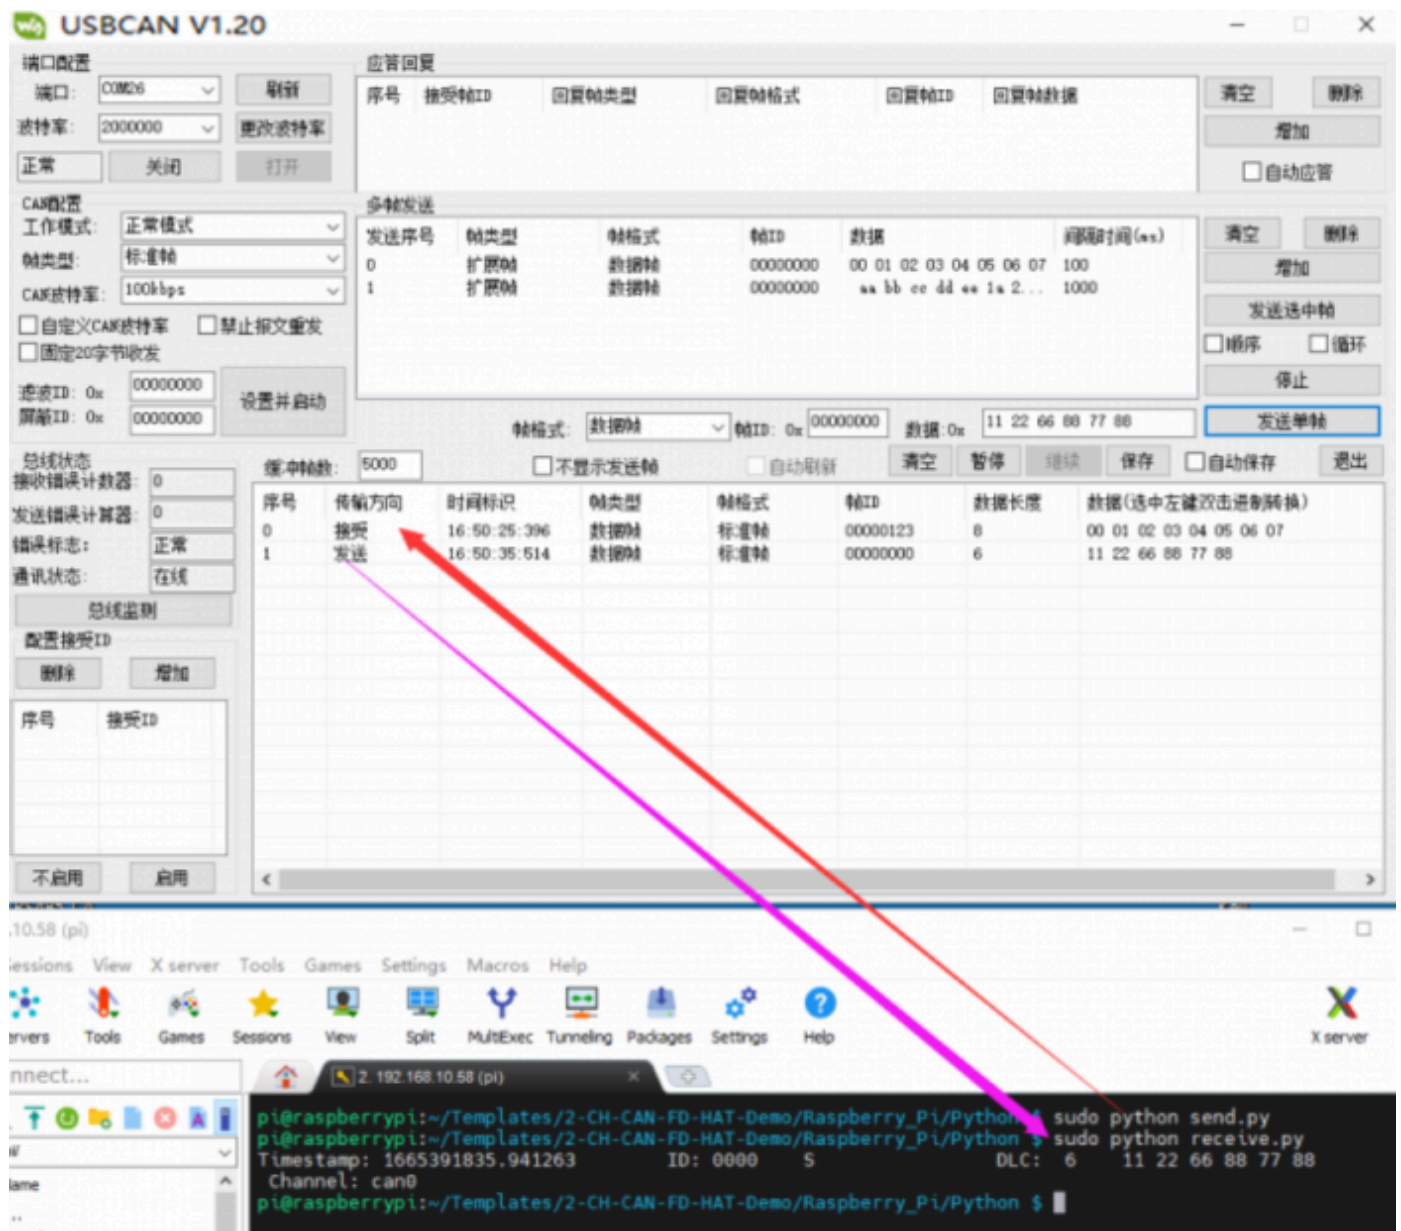 USBCAN V1.20
端口配置
端口: COM26 刷新
波特率: 2000000 更改波特率
正常 关闭 打开
应答回复
序号 接受帧ID 回复帧类型 回复帧格式 回复帧ID 回复帧数据
清空 删除
增加
自动应答
CAN配置
工作模式: 正常模式
帧类型: 标准帧
CAN波特率: 100kbps
自定义CAN波特率 禁止报文重发
固定20字节收发
滤波ID: 0x 00000000
屏蔽ID: 0x 00000000
设置并启动
多帧发送
发送序号 帧类型 帧格式 帧ID 数据 间隔时间(ms)
0 扩展帧 数据帧 00000000 00 01 02 03 04 05 06 07 100
1 扩展帧 数据帧 00000000 aa bb cc dd ee 1a 2... 1000
清空 删除
增加
发送选中帧
顺序 循环
停止
帧格式: 数据帧 帧ID: 0x 00000000 数据:0x 11 22 66 88 77 88 发送单帧
总线状态
接收错误计数器: 0
发送错误计算器: 0
错误标志: 正常
通讯状态: 在线
总线监测
配置接受ID
删除 增加
序号 接受ID
不启用 启用
缓冲帧数: 5000 不显示发送帧 自动刷新 清空 暂停 继续 保存 自动保存 退出
序号 传输方向 时间标识 帧类型 帧格式 帧ID 数据长度 数据(选中左键双击进制转换)
0 接受 16:50:25:396 数据帧 标准帧 00000123 8 00 01 02 03 04 05 06 07
1 发送 16:50:35:514 数据帧 标准帧 00000000 6 11 22 66 88 77 88
.10.58 (pi)
essions View X server Tools Games Settings Macros Help
ervers Tools Games Sessions View Split MultiExec Tunneling Packages Settings Help X server
nnect...
2. 192.168.10.58 (pi)
ame
..
pi@raspberrypi:~/Templates/2-CH-CAN-FD-HAT-Demo/Raspberry_Pi/Python $ sudo python send.py
pi@raspberrypi:~/Templates/2-CH-CAN-FD-HAT-Demo/Raspberry_Pi/Python $ sudo python receive.py
Timestamp: 1665391835.941263 ID: 0000 S DLC: 6 11 22 66 88 77 88
Channel: can0
pi@raspberrypi:~/Templates/2-CH-CAN-FD-HAT-Demo/Raspberry_Pi/Python $